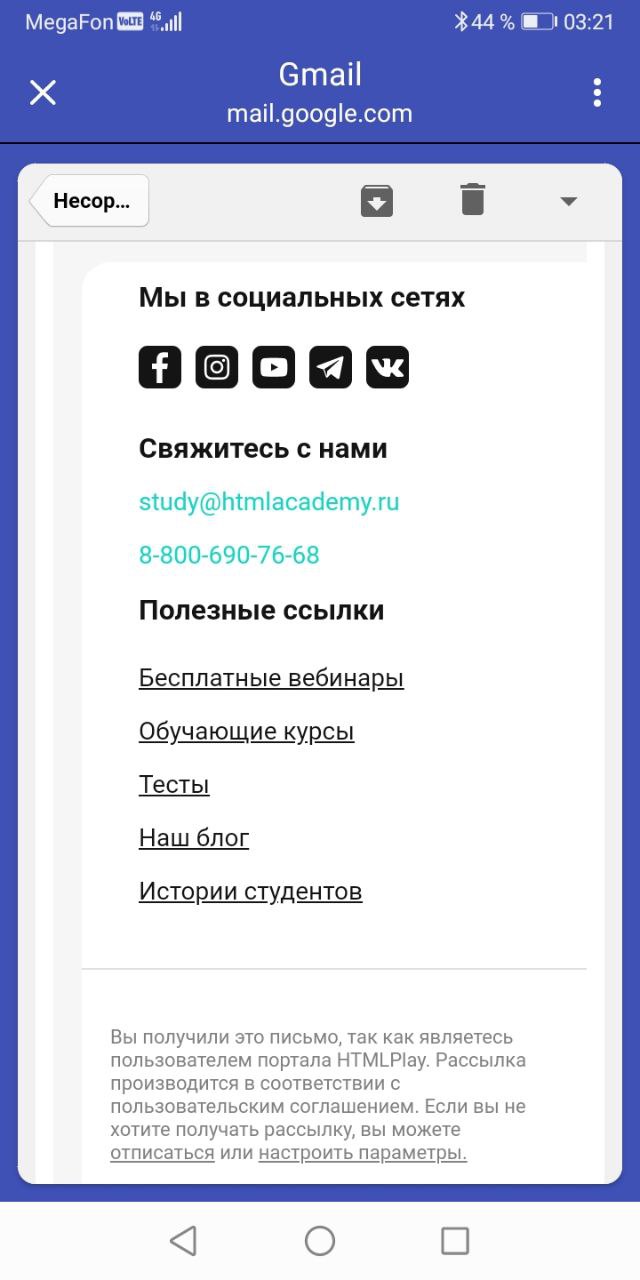 MegaFon VoLTE 4G 44 % 03:21
Gmail
mail.google.com
Несор...
Мы в социальных сетях
Свяжитесь с нами
study@htmlacademy.ru
8-800-690-76-68
Полезные ссылки
Бесплатные вебинары
Обучающие курсы
Тесты
Наш блог
Истории студентов
Вы получили это письмо, так как являетесь
пользователем портала HTMLPlay. Рассылка
производится в соответствии с
пользовательским соглашением. Если вы не
хотите получать рассылку, вы можете
отписаться или настроить параметры.